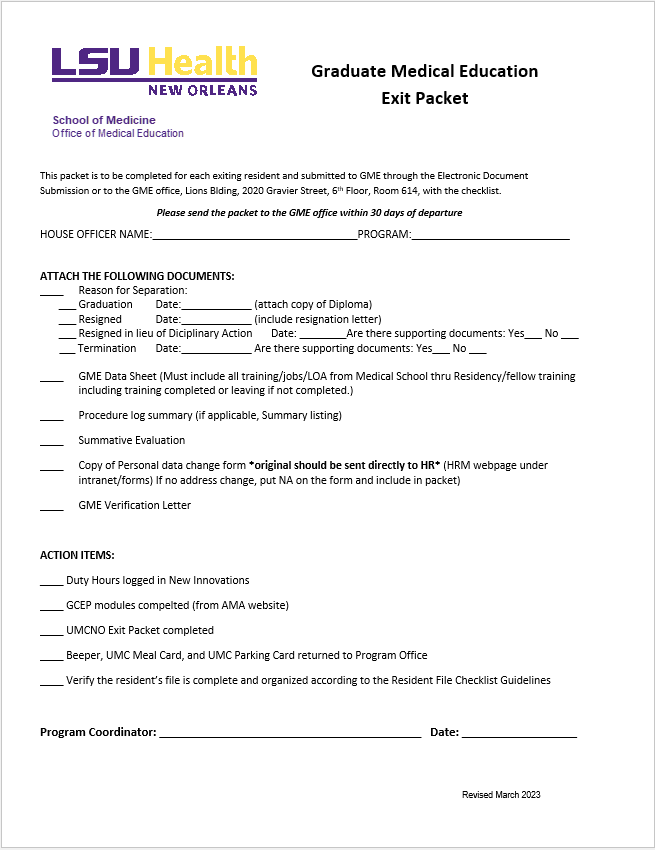 LSU Health
NEW ORLEANS
School of Medicine
Office of Medical Education
Graduate Medical Education
Exit Packet
This packet is to be completed for each exiting resident and submitted to GME through the Electronic Document
Submission or to the GME office, Lions Blding, 2020 Gravier Street, 6th Floor, Room 614, with the checklist.
Please send the packet to the GME office within 30 days of departure
HOUSE OFFICER NAME:___________________________________PROGRAM:___________________________
ATTACH THE FOLLOWING DOCUMENTS:
____ Reason for Separation:
___ Graduation Date:____________ (attach copy of Diploma)
___ Resigned Date:____________ (include resignation letter)
___ Resigned in lieu of Diciplinary Action Date: ________Are there supporting documents: Yes___ No ___
___ Termination Date:____________ Are there supporting documents: Yes___ No ___
____ GME Data Sheet (Must include all training/jobs/LOA from Medical School thru Residency/fellow training
including training completed or leaving if not completed.)
____ Procedure log summary (if applicable, Summary listing)
____ Summative Evaluation
____ Copy of Personal data change form *original should be sent directly to HR* (HRM webpage under
intranet/forms) If no address change, put NA on the form and include in packet)
____ GME Verification Letter
ACTION ITEMS:
____ Duty Hours logged in New Innovations
____ GCEP modules compelted (from AMA website)
____ UMCNO Exit Packet completed
____ Beeper, UMC Meal Card, and UMC Parking Card returned to Program Office
____ Verify the resident's file is complete and organized according to the Resident File Checklist Guidelines
Program Coordinator: _________________________________________ Date: __________________
Revised March 2023